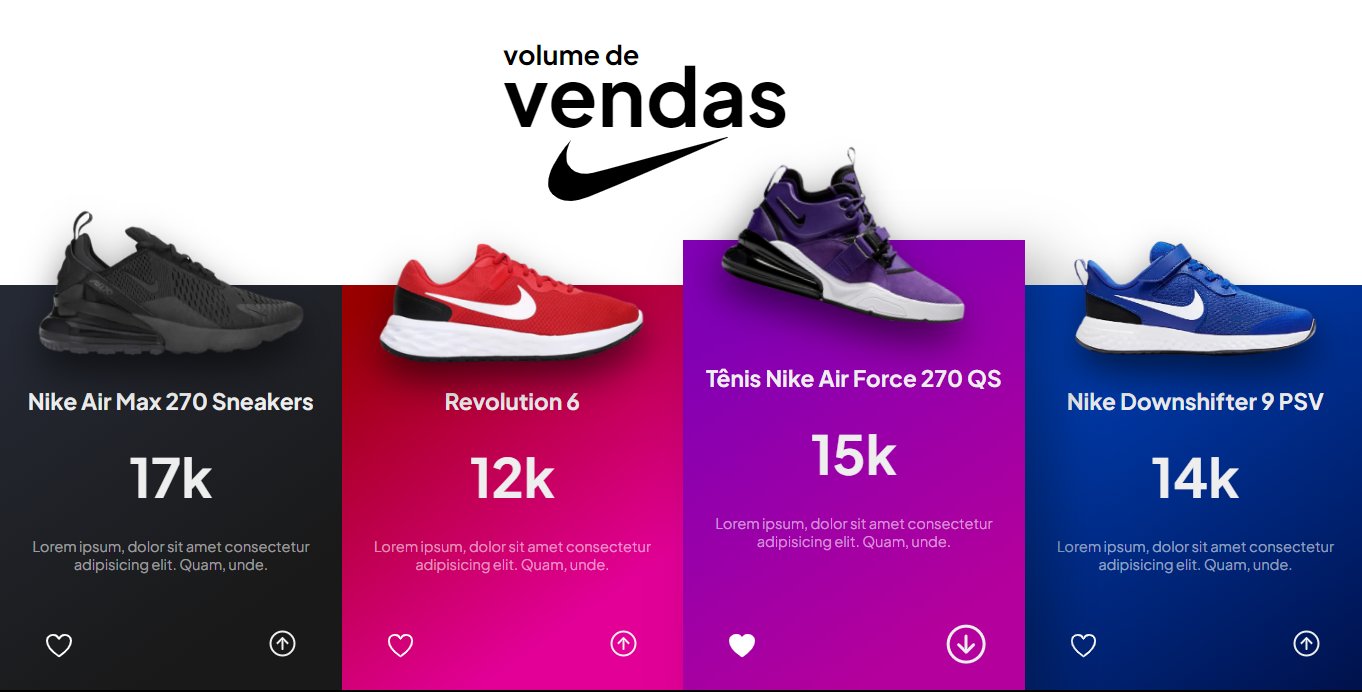 volume de
vendas
Nike Air Max 270 Sneakers
17k
Lorem ipsum, dolor sit amet consectetur
adipisicing elit. Quam, unde.
Revolution 6
12k
Lorem ipsum, dolor sit amet consectetur
adipisicing elit. Quam, unde.
Tênis Nike Air Force 270 QS
15k
Lorem ipsum, dolor sit amet consectetur
adipisicing elit. Quam, unde.
Nike Downshifter 9 PSV
14k
Lorem ipsum, dolor sit amet consectetur
adipisicing elit. Quam, unde.